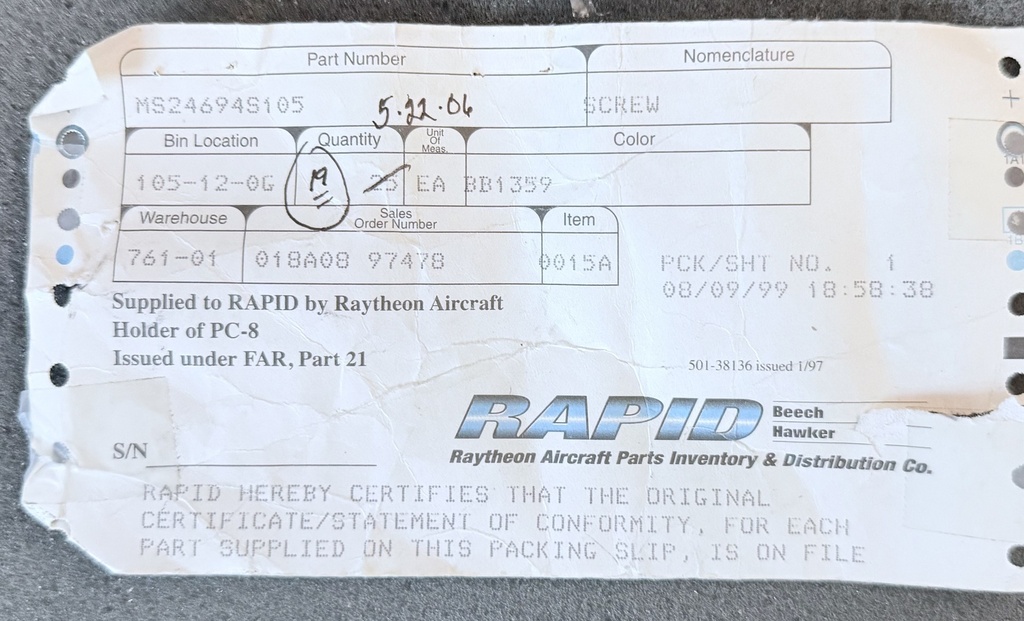 Part Number Nomenclature
MS24694S105 5.22.06 SCREW
Bin Location Quantity Unit Of Meas. Color
105-12-0G 19 25 EA BB1359
Warehouse Sales Order Number Item
761-01 018A08 97478 0015A PCK/SHT NO. 1
08/09/99 18:58:38
Supplied to RAPID by Raytheon Aircraft
Holder of PC-8
Issued under FAR, Part 21
501-38136 issued 1/97
RAPID Beech
Hawker
S/N
Raytheon Aircraft Parts Inventory & Distribution Co.
RAPID HEREBY CERTIFIES THAT THE ORIGINAL
CERTIFICATE/STATEMENT OF CONFORMITY, FOR EACH
PART SUPPLIED ON THIS PACKING SLIP, IS ON FILE